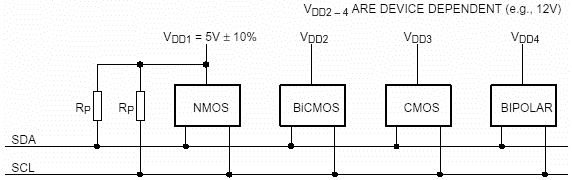 VDD2 – 4 ARE DEVICE DEPENDENT (e.g., 12V)
VDD1 = 5V ± 10% VDD2 VDD3 VDD4
RP RP NMOS BiCMOS CMOS BIPOLAR
SDA
SCL